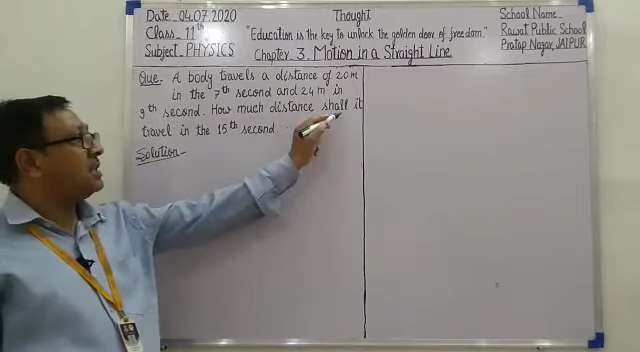 Date 04.07.2020
Class 11th
Subject PHYSICS
Thought
"Education is the key to unlock the golden door of freedom."
Chapter 3. Motion in a Straight Line
School Name_
Rawat Public School
Pratap Nagar, JAIPUR
Que. A body travels a distance of 20m
in the 7th second and 24 m in
9th second. How much distance shall it
travel in the 15th second.
Solution_